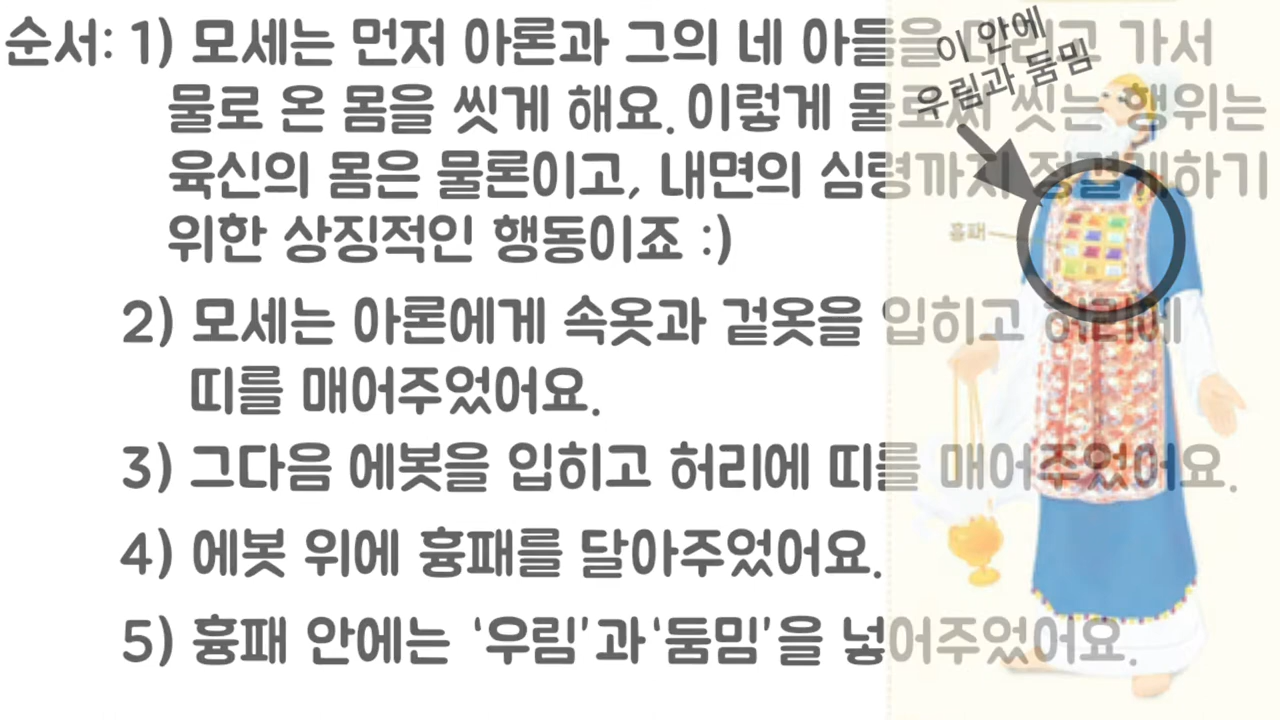 순서: 1) 모세는 먼저 아론과 그의 네 아들을 데리고 가서
물로 온 몸을 씻게 해요. 이렇게 물로써 씻는 행위는
육신의 몸은 물론이고, 내면의 심령까지 정결케하기
위한 상징적인 행동이죠 :)
2) 모세는 아론에게 속옷과 겉옷을 입히고 허리에
띠를 매어주었어요.
3) 그다음 에봇을 입히고 허리에 띠를 매어주었어요.
4) 에봇 위에 흉패를 달아주었어요.
5) 흉패 안에는 ‘우림’과 ‘둠밈’을 넣어주었어요.
이 안에
우림과 둠밈
흉패